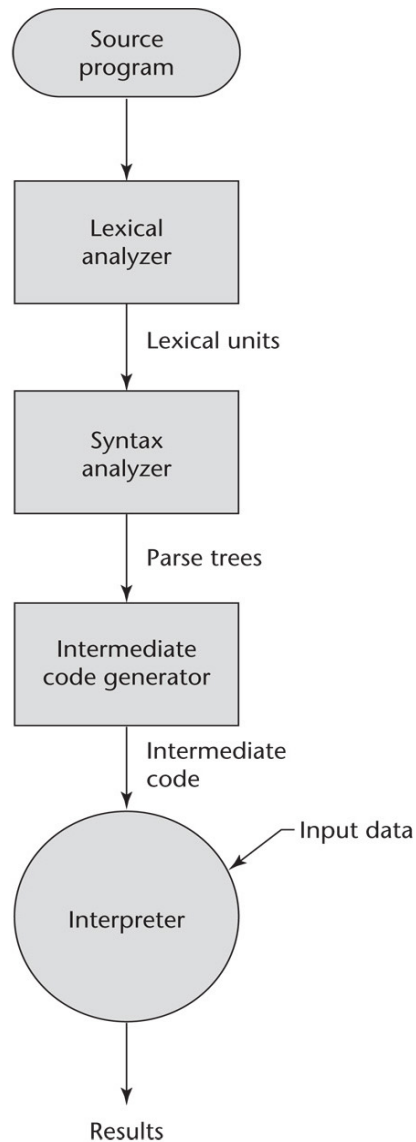 Source
program
Lexical
analyzer
Lexical units
Syntax
analyzer
Parse trees
Intermediate
code generator
Intermediate
code
Input data
Interpreter
Results